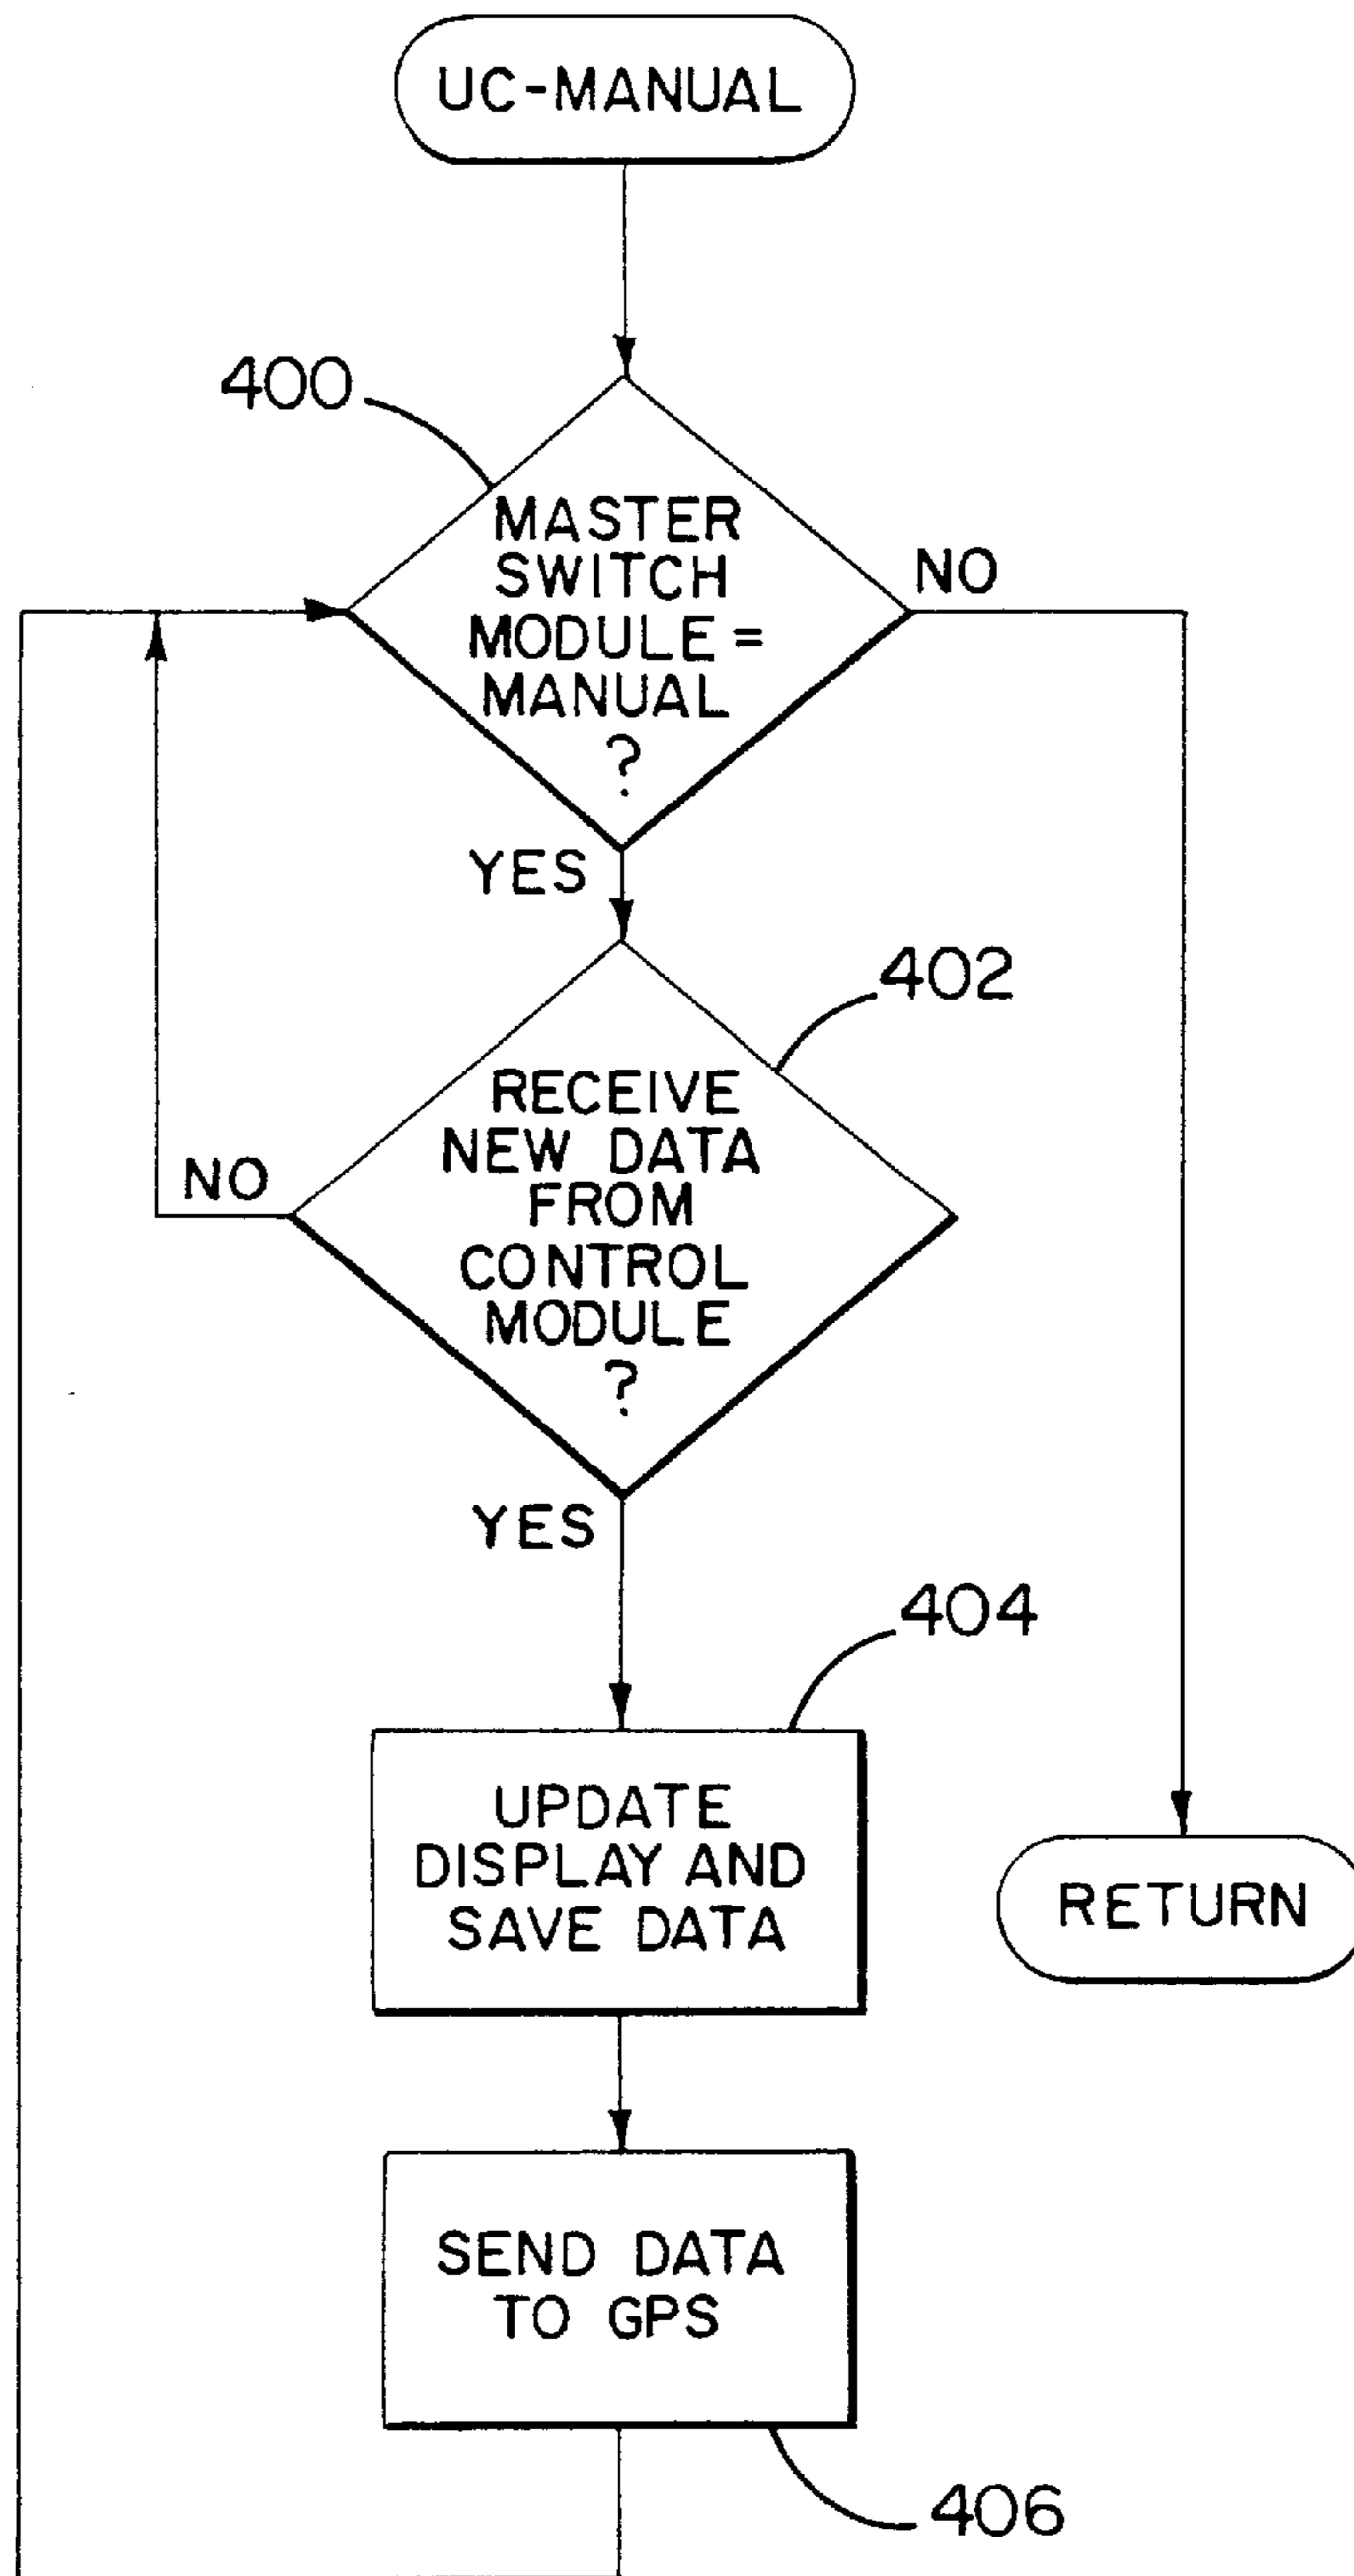 UC-MANUAL
400
MASTER
SWITCH
MODULE =
MANUAL
?
NO
YES
402
RECEIVE
NEW DATA
FROM
CONTROL
MODULE
?
NO
YES
404
UPDATE
DISPLAY AND
SAVE DATA
RETURN
SEND DATA
TO GPS
406